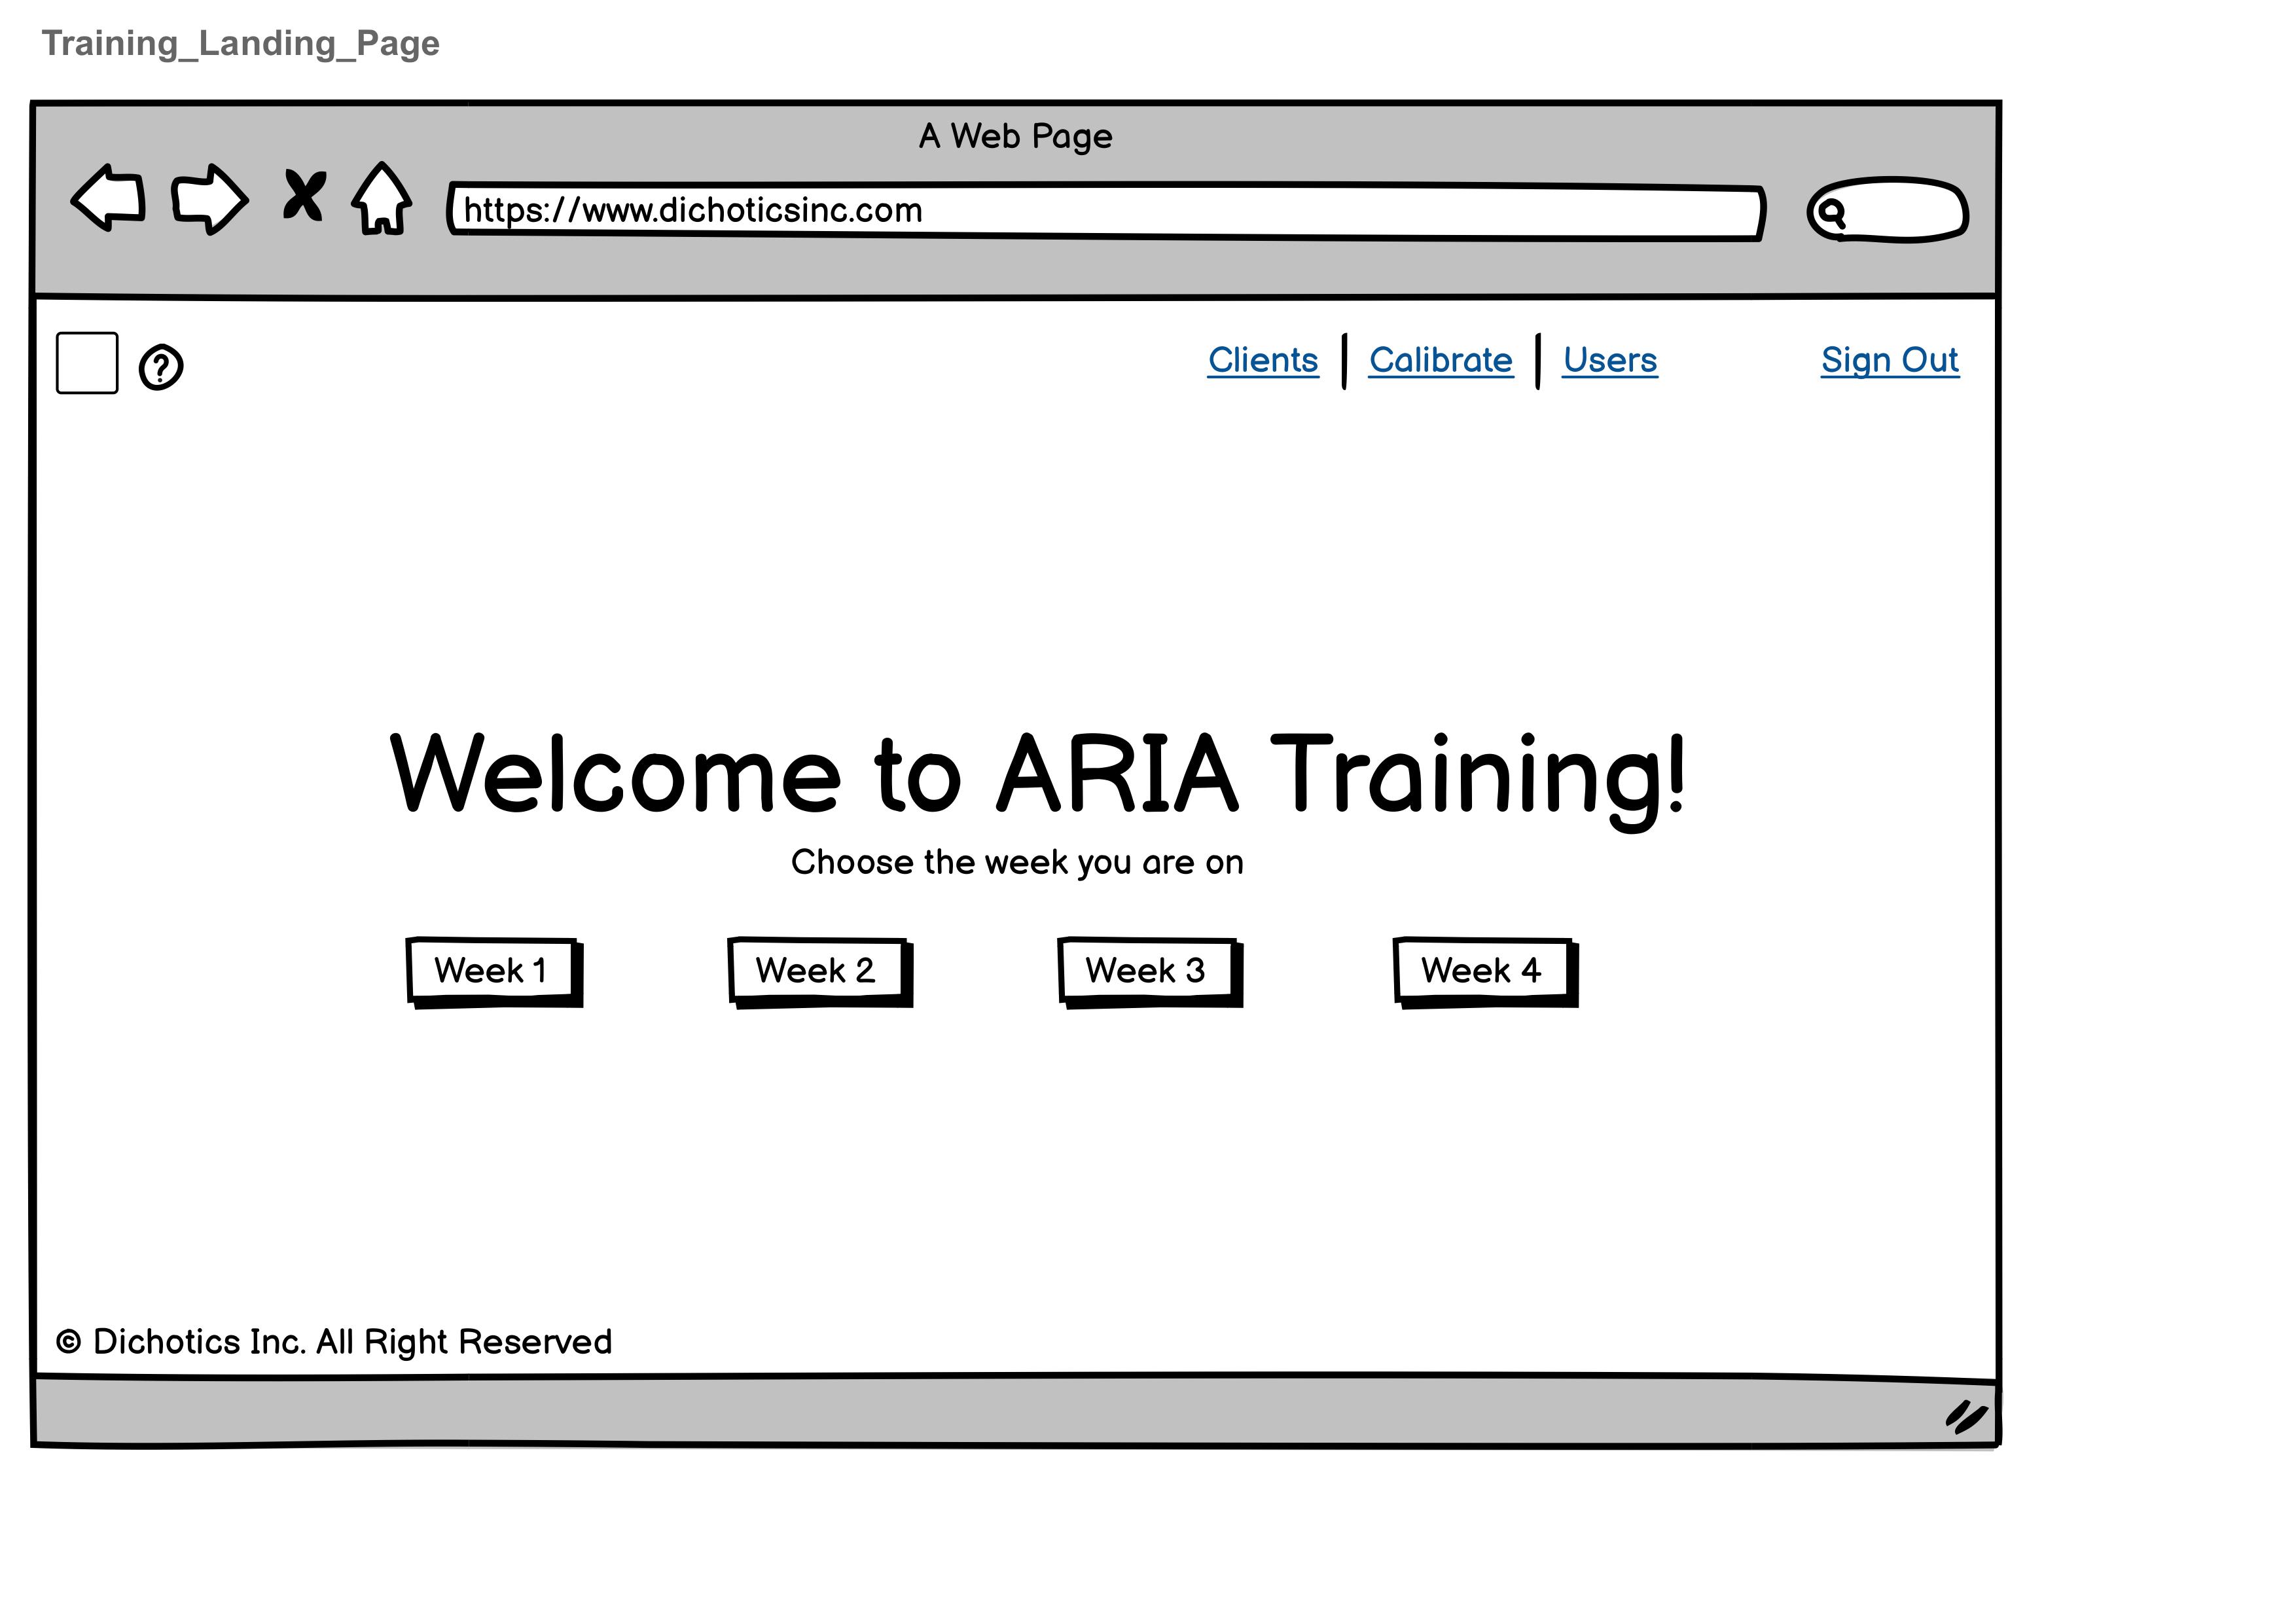 Training_Landing_Page
A Web Page
https://www.dichoticsinc.com
? Clients Calibrate Users Sign Out
Welcome to ARIA Training!
Choose the week you are on
Week 1 Week 2 Week 3 Week 4
© Dichotics Inc. All Right Reserved